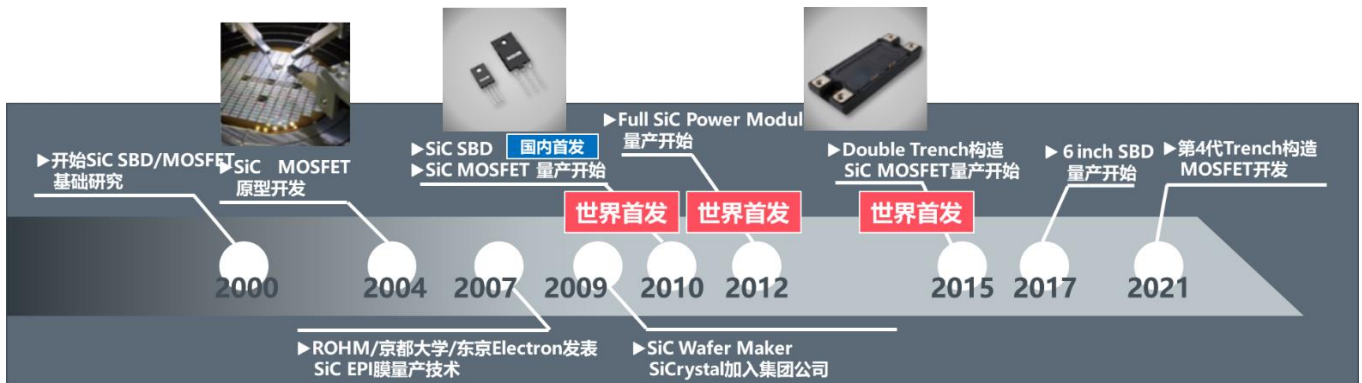 ▶开始SiC SBD/MOSFET
基础研究
▶SiC MOSFET
原型开发
▶SiC SBD 国内首发
▶SiC MOSFET 量产开始
世界首发
▶Full SiC Power Modul
量产开始
世界首发
▶Double Trench构造
SiC MOSFET量产开始
世界首发
▶6 inch SBD
量产开始
▶第4代Trench构造
MOSFET开发
2000 2004 2007 2009 2010 2012 2015 2017 2021
▶ROHM/京都大学/东京Electron发表
SiC EPI膜量产技术
▶SiC Wafer Maker
SiCrystal加入集团公司